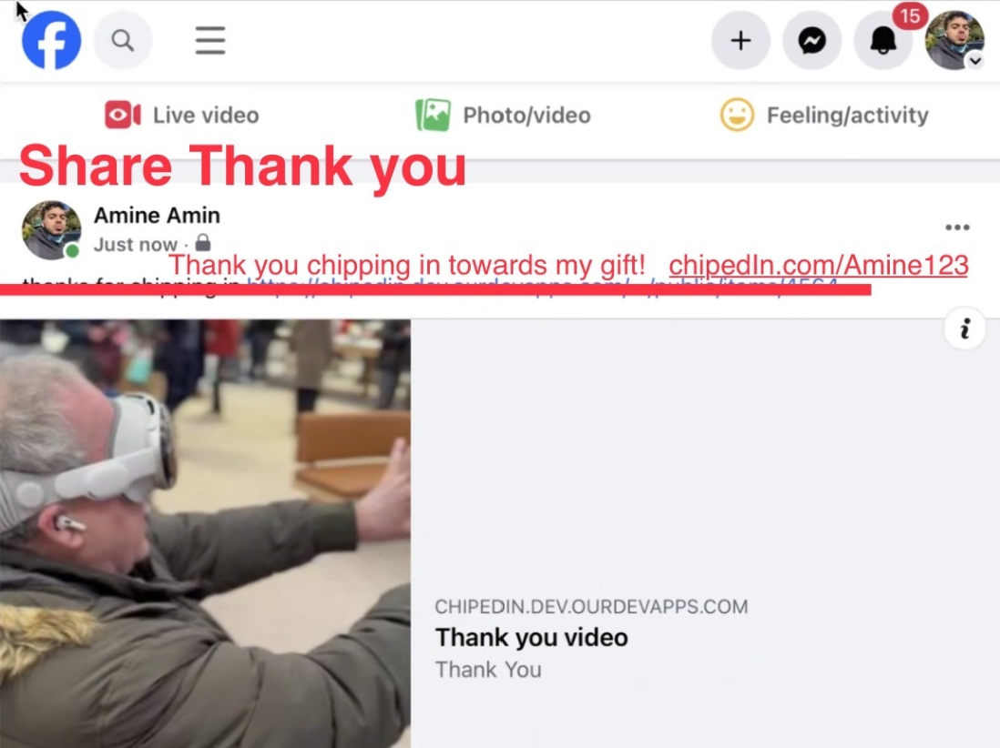 15
Live video
Photo/video
Feeling/activity
Share Thank you
Amine Amin
Just now ·
Thank you chipping in towards my gift! chipedIn.com/Amine123
thanks for chipping in https://chipedin.dev.ourdevapps.com/.../public/items/4564
CHIPEDIN.DEV.OURDEVAPPS.COM
Thank you video
Thank You